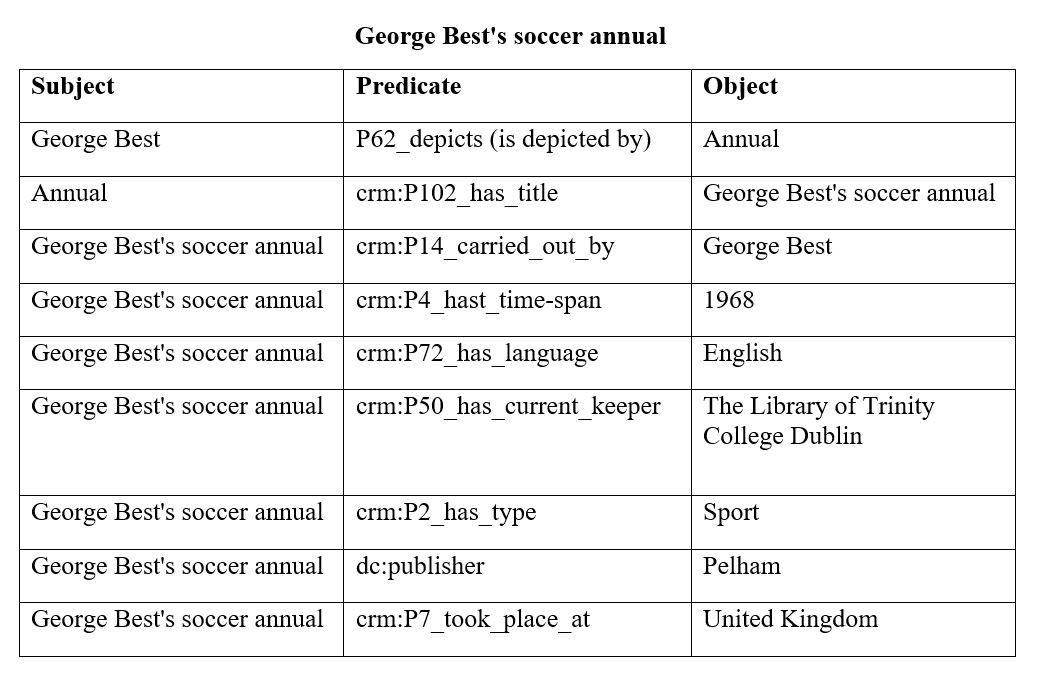 George Best's soccer annual
Subject Predicate Object
George Best P62_depicts (is depicted by) Annual
Annual crm:P102_has_title George Best's soccer annual
George Best's soccer annual crm:P14_carried_out_by George Best
George Best's soccer annual crm:P4_hast_time-span 1968
George Best's soccer annual crm:P72_has_language English
George Best's soccer annual crm:P50_has_current_keeper The Library of Trinity
College Dublin
George Best's soccer annual crm:P2_has_type Sport
George Best's soccer annual dc:publisher Pelham
George Best's soccer annual crm:P7_took_place_at United Kingdom